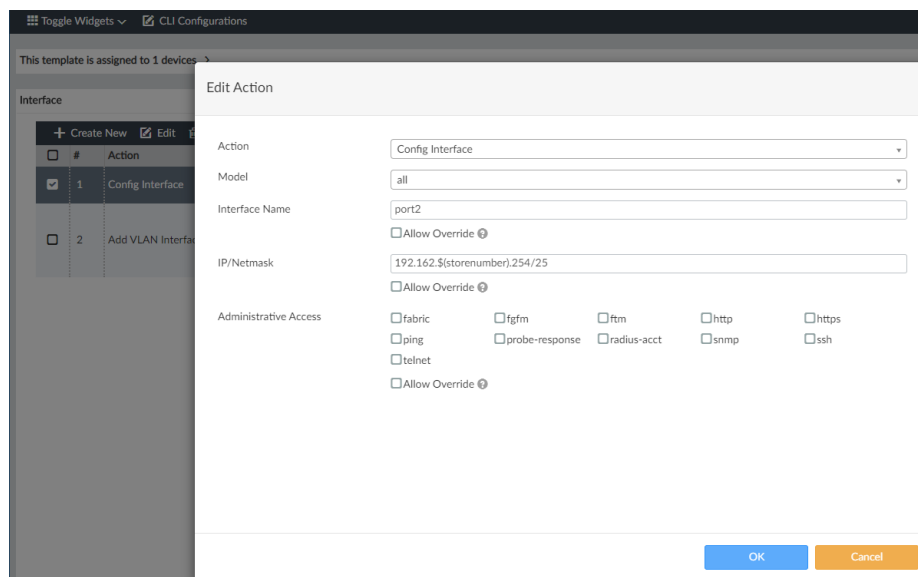 Toggle Widgets CLI Configurations
This template is assigned to 1 devices
Interface
Create New Edit
# Action
1 Config Interface
2 Add VLAN
Edit Action
Action Config Interface
Model all
Interface Name port2
Allow Override
IP/Netmask 192.162.$(storenumber).254/25
Allow Override
Administrative Access fabric fgfm ftm http https
ping probe-response radius-acct snmp ssh
telnet
Allow Override
OK Cancel